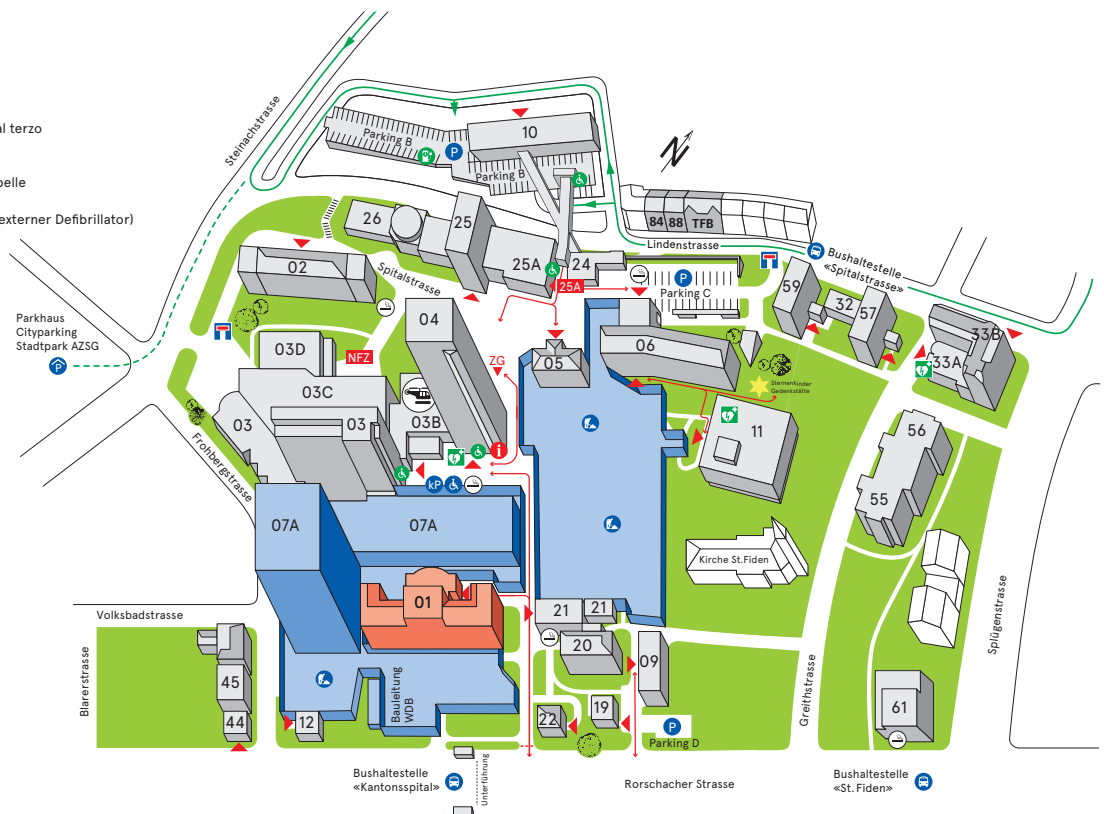 al terzo
pelle
externer Defibrillator)
Steinachstrasse
Parking B
P
10
Parking B
N
84
88
TFB
Lindenstrasse
Bushaltestelle
«Spitalstrasse»
26
25
25A
24
25A
P
Parking C
02
Spitalstrasse
59
32
57
33B
33A
Parkhaus
Cityparking
Stadtpark AZSG
P
04
03D
NFZ
ZG
05
06
Sternenkinder
Gedenkstätte
03C
03
03
03B
i
kP
11
56
55
Frohbergstrasse
07A
07A
Kirche St.Fiden
01
21
21
20
09
Volksbadstrasse
Blarerstrasse
45
44
12
Bauleitung
WDB
22
19
P
Parking D
Greithstrasse
Splügenstrasse
61
Bushaltestelle
«Kantonsspital»
Unterführung
Rorschacher Strasse
Bushaltestelle
«St. Fiden»